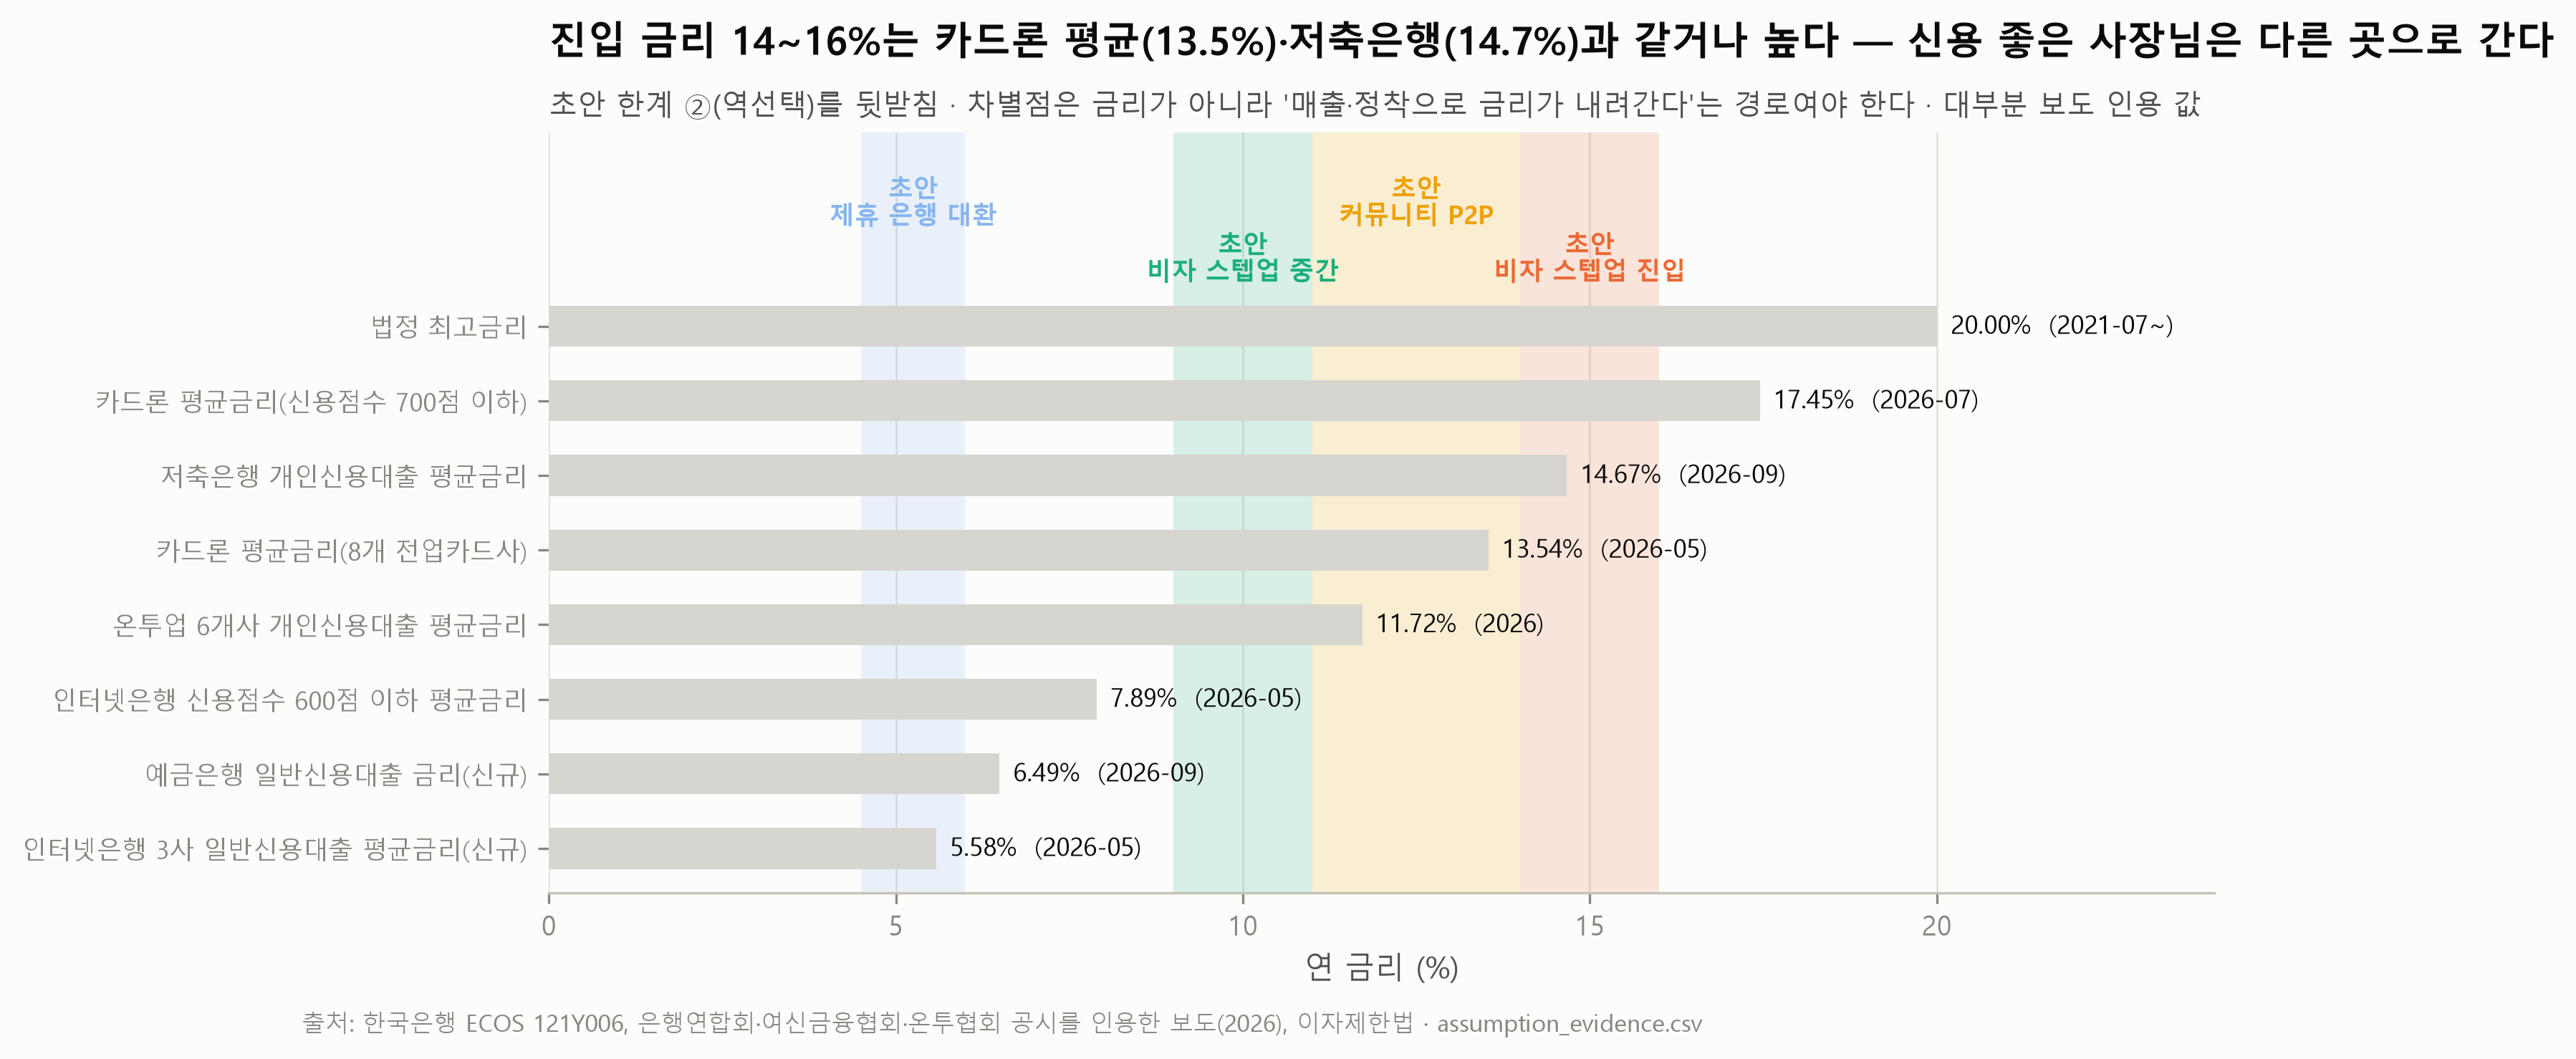 진입 금리 14~16%는 카드론 평균(13.5%)·저축은행(14.7%)과 같거나 높다 — 신용 좋은 사장님은 다른 곳으로 간다
초안 한계 ②(역선택)를 뒷받침 · 차별점은 금리가 아니라 '매출·정착으로 금리가 내려간다'는 경로여야 한다 · 대부분 보도 인용 값
초안
제휴 은행 대환
초안
커뮤니티 P2P
초안
비자 스텝업 중간
초안
비자 스텝업 진입
법정 최고금리 20.00% (2021-07~)
카드론 평균금리(신용점수 700점 이하) 17.45% (2026-07)
저축은행 개인신용대출 평균금리 14.67% (2026-09)
카드론 평균금리(8개 전업카드사) 13.54% (2026-05)
온투업 6개사 개인신용대출 평균금리 11.72% (2026)
인터넷은행 신용점수 600점 이하 평균금리 7.89% (2026-05)
예금은행 일반신용대출 금리(신규) 6.49% (2026-09)
인터넷은행 3사 일반신용대출 평균금리(신규) 5.58% (2026-05)
0 5 10 15 20
연 금리 (%)
출처: 한국은행 ECOS 121Y006, 은행연합회·여신금융협회·온투협회 공시를 인용한 보도(2026), 이자제한법 · assumption_evidence.csv